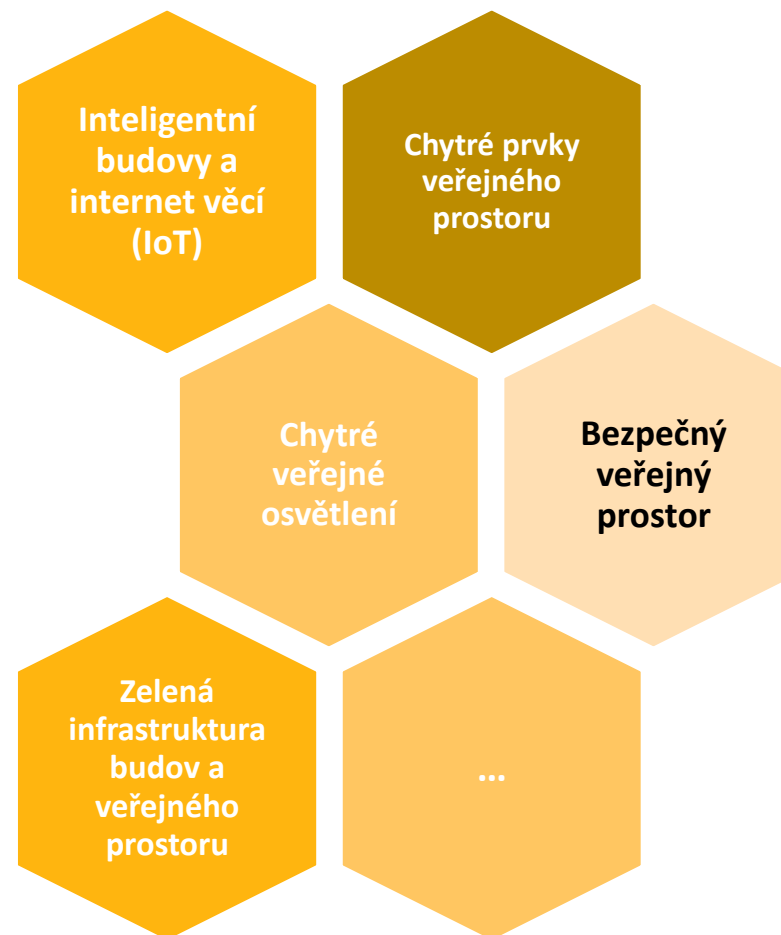 Inteligentní
budovy a
internet věcí
(IoT)
Chytré prvky
veřejného
prostoru
Chytré
veřejné
osvětlení
Bezpečný
veřejný
prostor
Zelená
infrastruktura
budov a
veřejného
prostoru
...